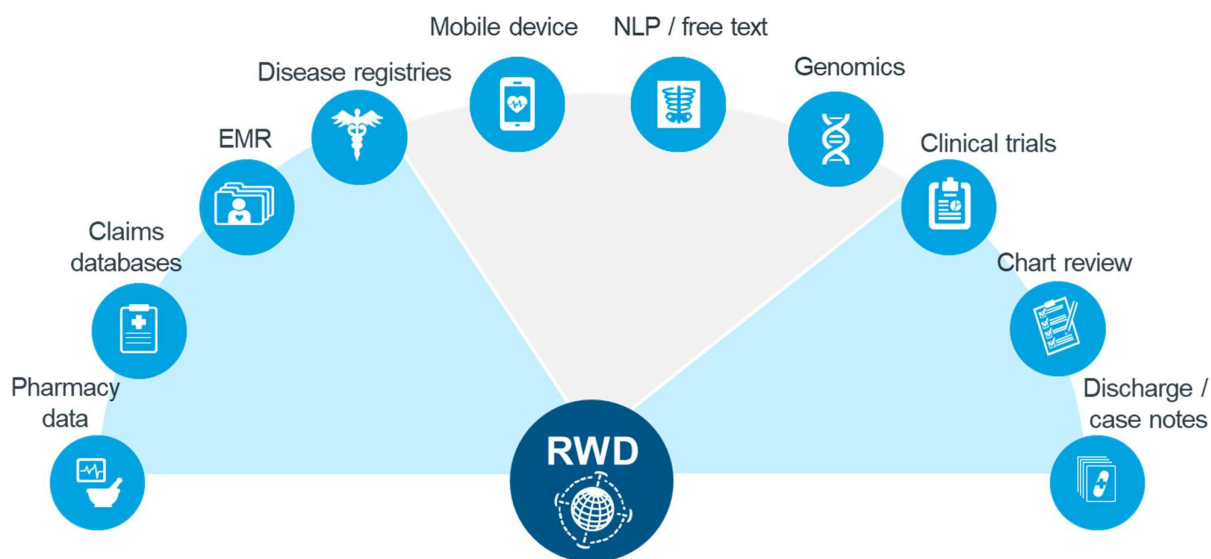 Mobile device
NLP / free text
Disease registries
Genomics
EMR
Clinical trials
Claims
databases
Chart review
Pharmacy
data
Discharge /
case notes
RWD